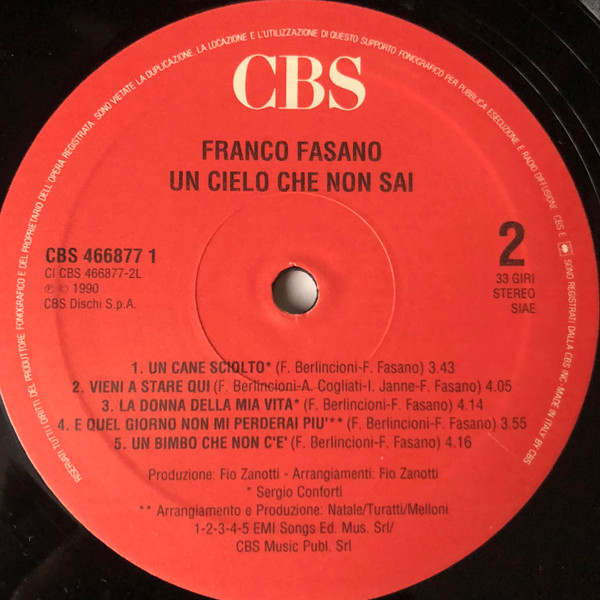 RISERVATI TUTTI I DIRITTI DEL PRODUTTORE FONOGRAFICO E DEL PROPRIETARIO DELL'OPERA REGISTRATA. SONO VIETATE LA DUPLICAZIONE, LA LOCAZIONE E L'UTILIZZAZIONE DI QUESTO SUPPORTO FONOGRAFICO PER PUBBLICA ESECUZIONE E RADIO DIFFUSIONE. CBS E SONO REGISTRATI DALLA CBS INC. MADE IN ITALY BY CBS
CBS
FRANCO FASANO
UN CIELO CHE NON SAI
CBS 466877 1
CI CBS 466877-2L
℗ © 1990
CBS Dischi S.p.A.
2
33 GIRI
STEREO
SIAE
1. UN CANE SCIOLTO* (F. Berlincioni-F. Fasano) 3.43
2. VIENI A STARE QUI (F. Berlincioni-A. Cogliati-I. Janne-F. Fasano) 4.05
3. LA DONNA DELLA MIA VITA* (F. Berlincioni-F. Fasano) 4.14
4. E QUEL GIORNO NON MI PERDERAI PIU'** (F. Berlincioni-F. Fasano) 3.55
5. UN BIMBO CHE NON C'E' (F. Berlincioni-F. Fasano) 4.16
Produzione: Fio Zanotti - Arrangiamenti: Fio Zanotti
* Sergio Conforti
** Arrangiamento e Produzione: Natale/Turatti/Melloni
1-2-3-4-5 EMI Songs Ed. Mus. Srl/
CBS Music Publ. Srl